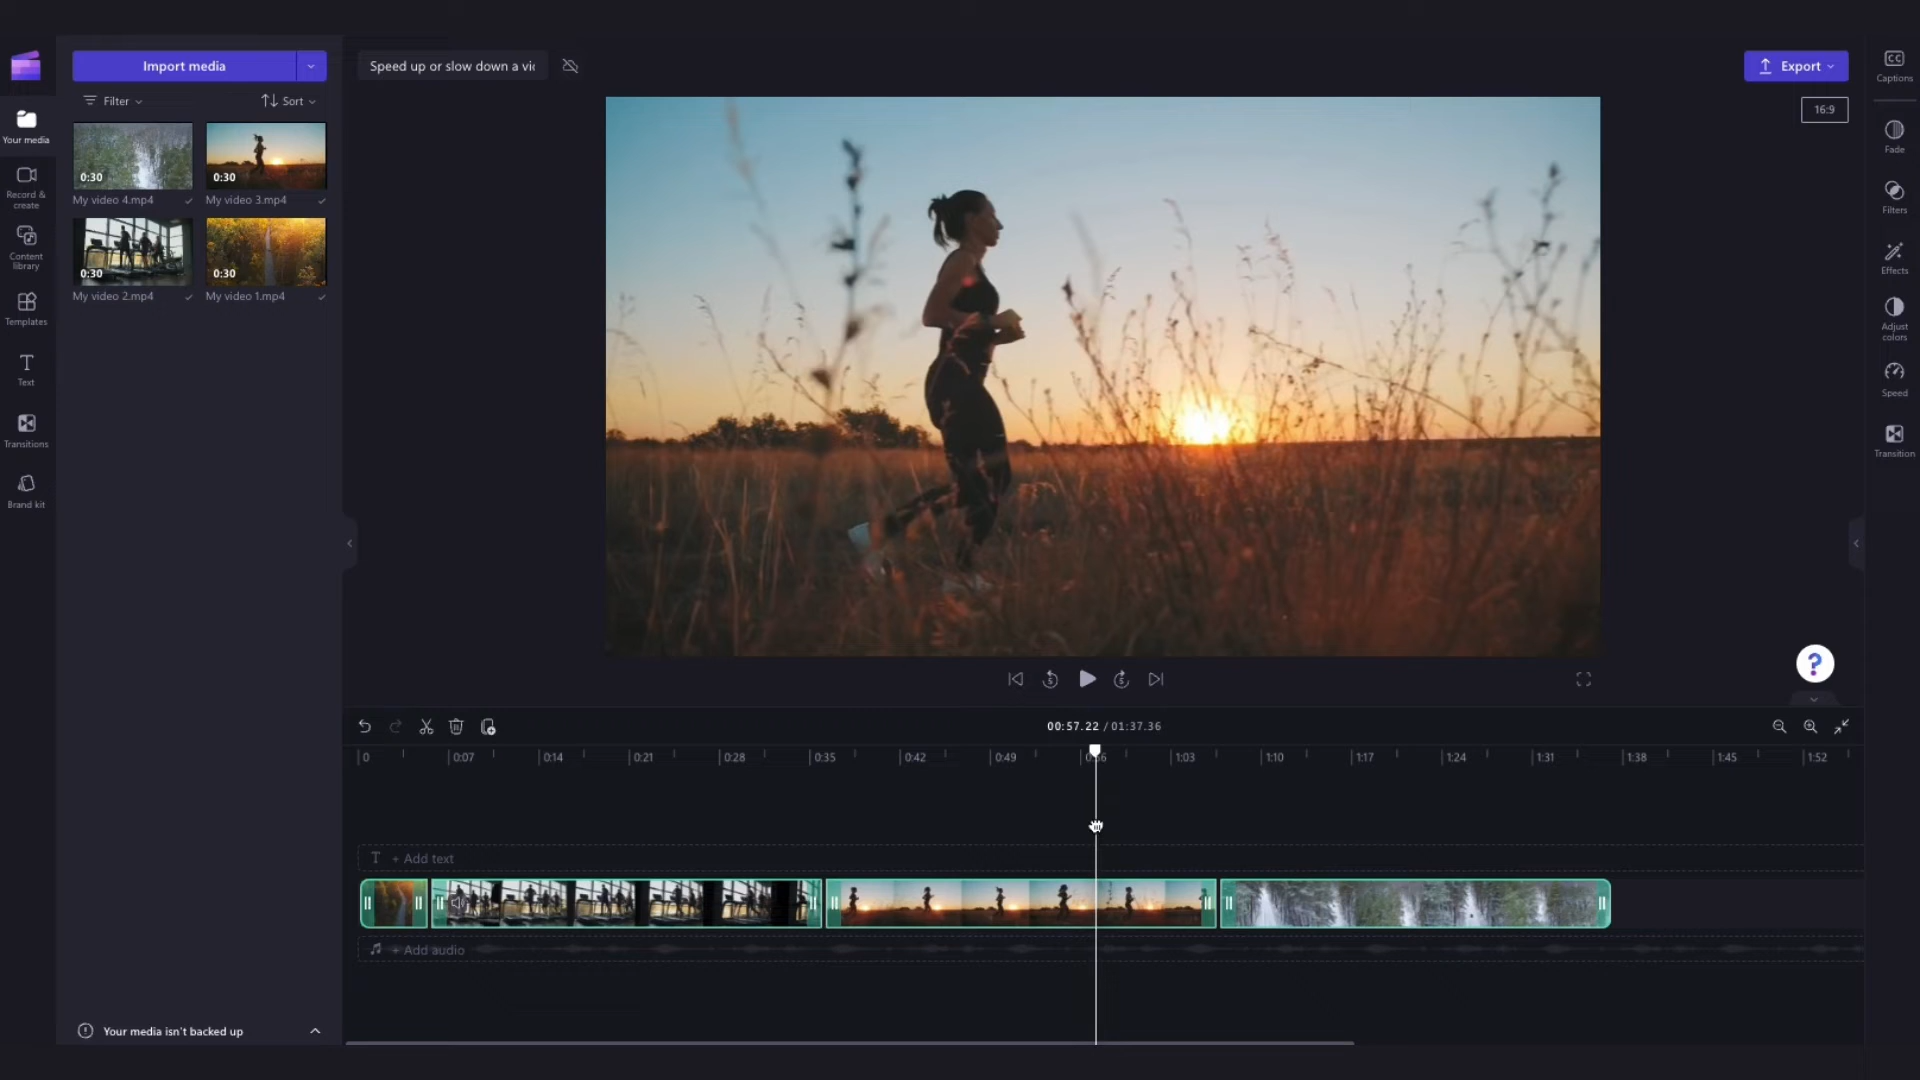 Import media
Speed up or slow down a vi
Export
CC
Captions
Filter
Sort
16:9
Your media
0:30
0:30
Fade
My video 4.mp4
My video 3.mp4
Record &
create
Filters
Content
library
0:30
0:30
Effects
My video 2.mp4
My video 1.mp4
Templates
Adjust
colors
Text
Speed
Transitions
Transition
Brand kit
?
5
5
00:57.22 / 01:37.36
0
0:07
0:14
0:21
0:28
0:35
0:42
0:49
0:56
1:03
1:10
1:17
1:24
1:31
1:38
1:45
1:52
T + Add text
+ Add audio
Your media isn't backed up